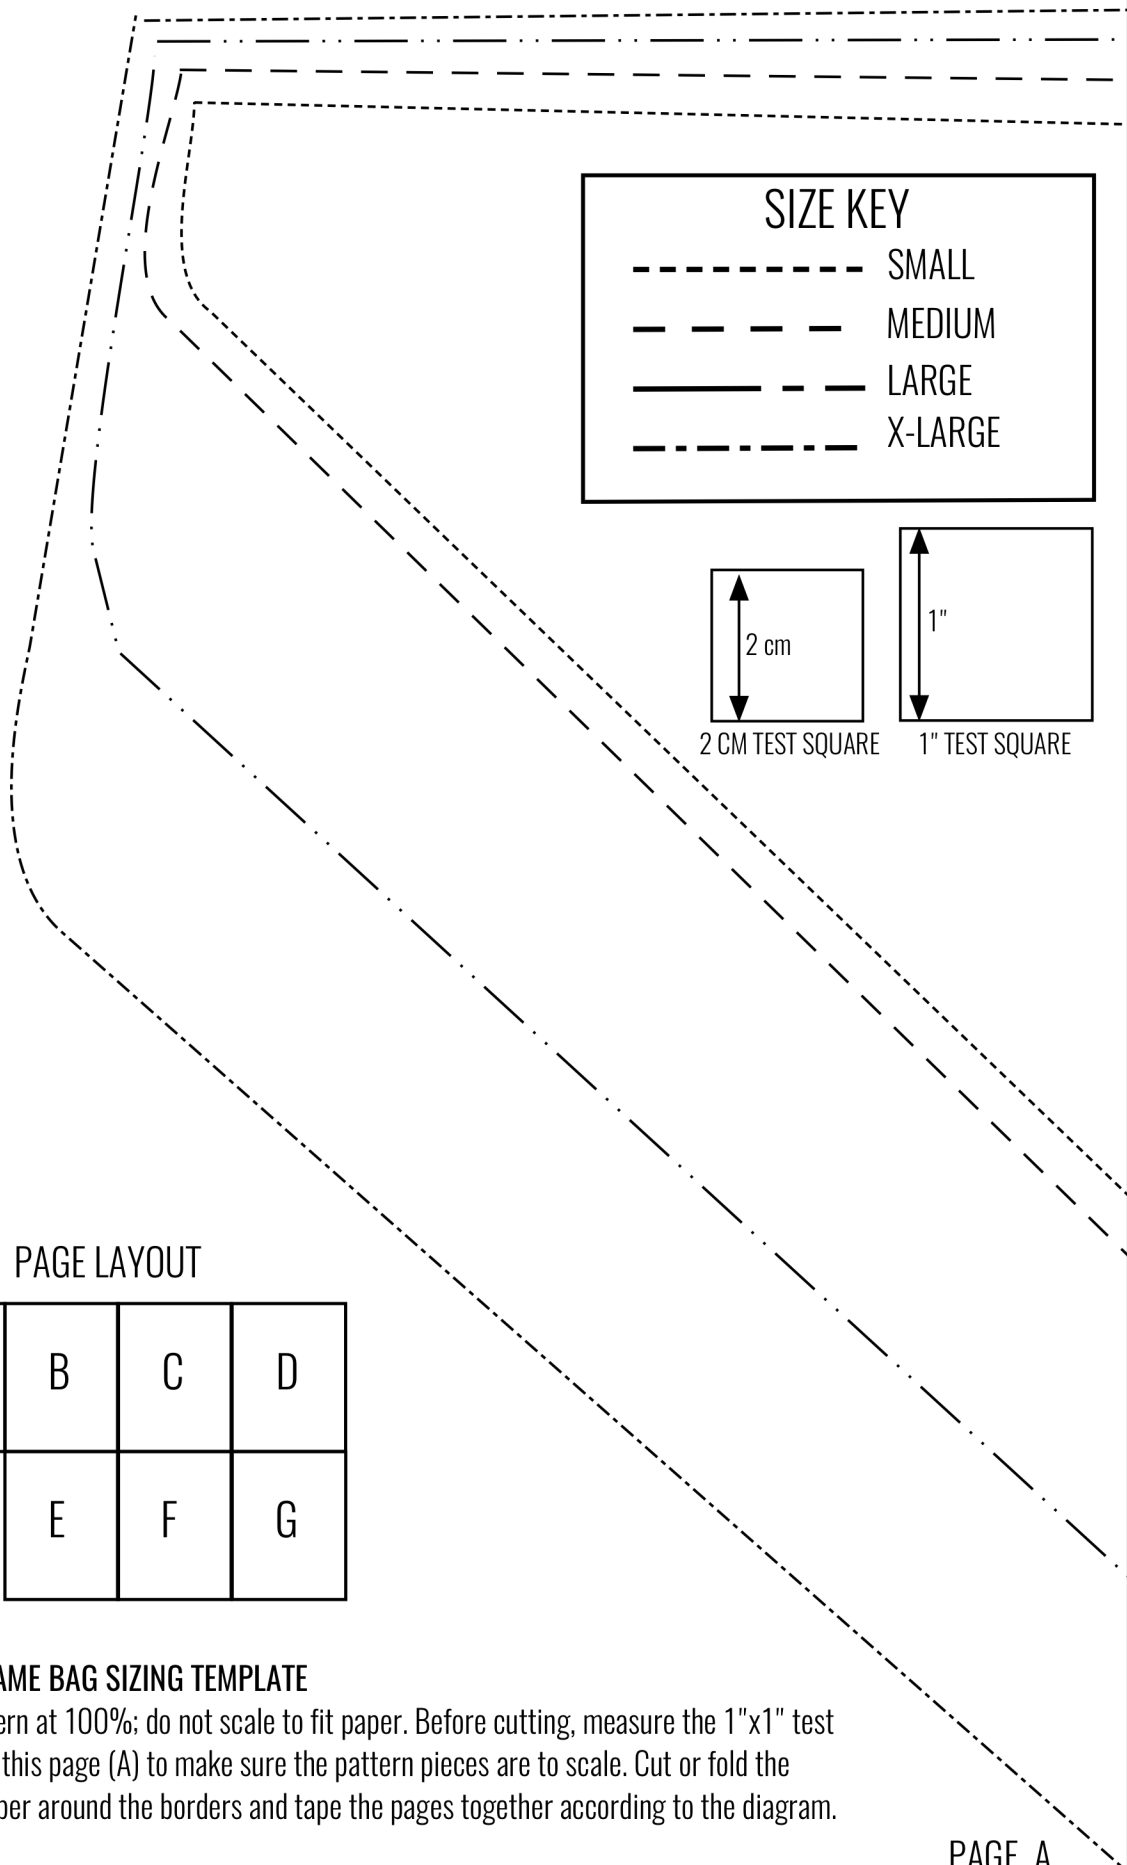 SIZE KEY
SMALL
MEDIUM
LARGE
X-LARGE
2 cm
1"
2 CM TEST SQUARE
1" TEST SQUARE
PAGE LAYOUT
B C D
E F G
AME BAG SIZING TEMPLATE
ern at 100%; do not scale to fit paper. Before cutting, measure the 1"x1" test
this page (A) to make sure the pattern pieces are to scale. Cut or fold the
per around the borders and tape the pages together according to the diagram.
PAGE A